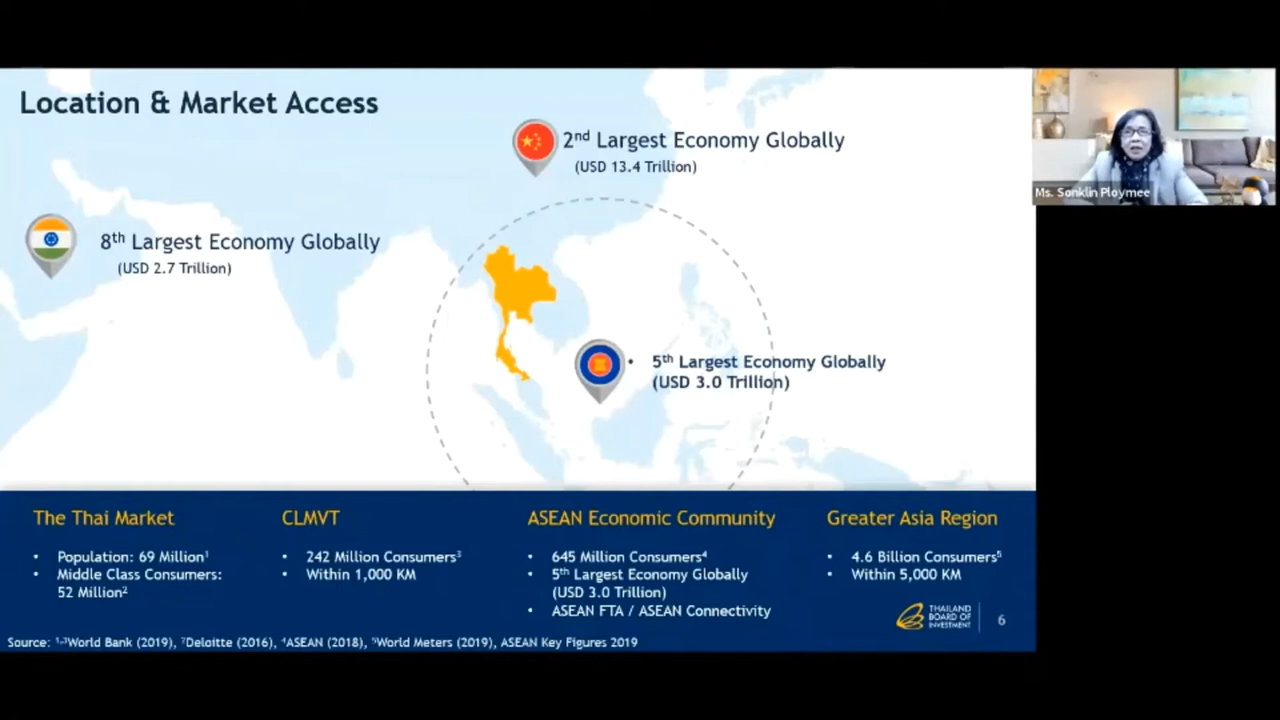 Location & Market Access
2nd Largest Economy Globally
(USD 13.4 Trillion)
Ms. Sonklin Ploymee
8th Largest Economy Globally
(USD 2.7 Trillion)
• 5th Largest Economy Globally
(USD 3.0 Trillion)
The Thai Market
• Population: 69 Million¹
• Middle Class Consumers:
52 Million²
CLMVT
• 242 Million Consumers³
• Within 1,000 KM
ASEAN Economic Community
• 645 Million Consumers⁴
• 5th Largest Economy Globally
(USD 3.0 Trillion)
• ASEAN FTA / ASEAN Connectivity
Greater Asia Region
• 4.6 Billion Consumers⁵
• Within 5,000 KM
THAILAND
BOARD OF
INVESTMENT
6
Source: World Bank (2019), Deloitte (2016), ⁴ASEAN (2018), ⁵World Meters (2019), ASEAN Key Figures 2019